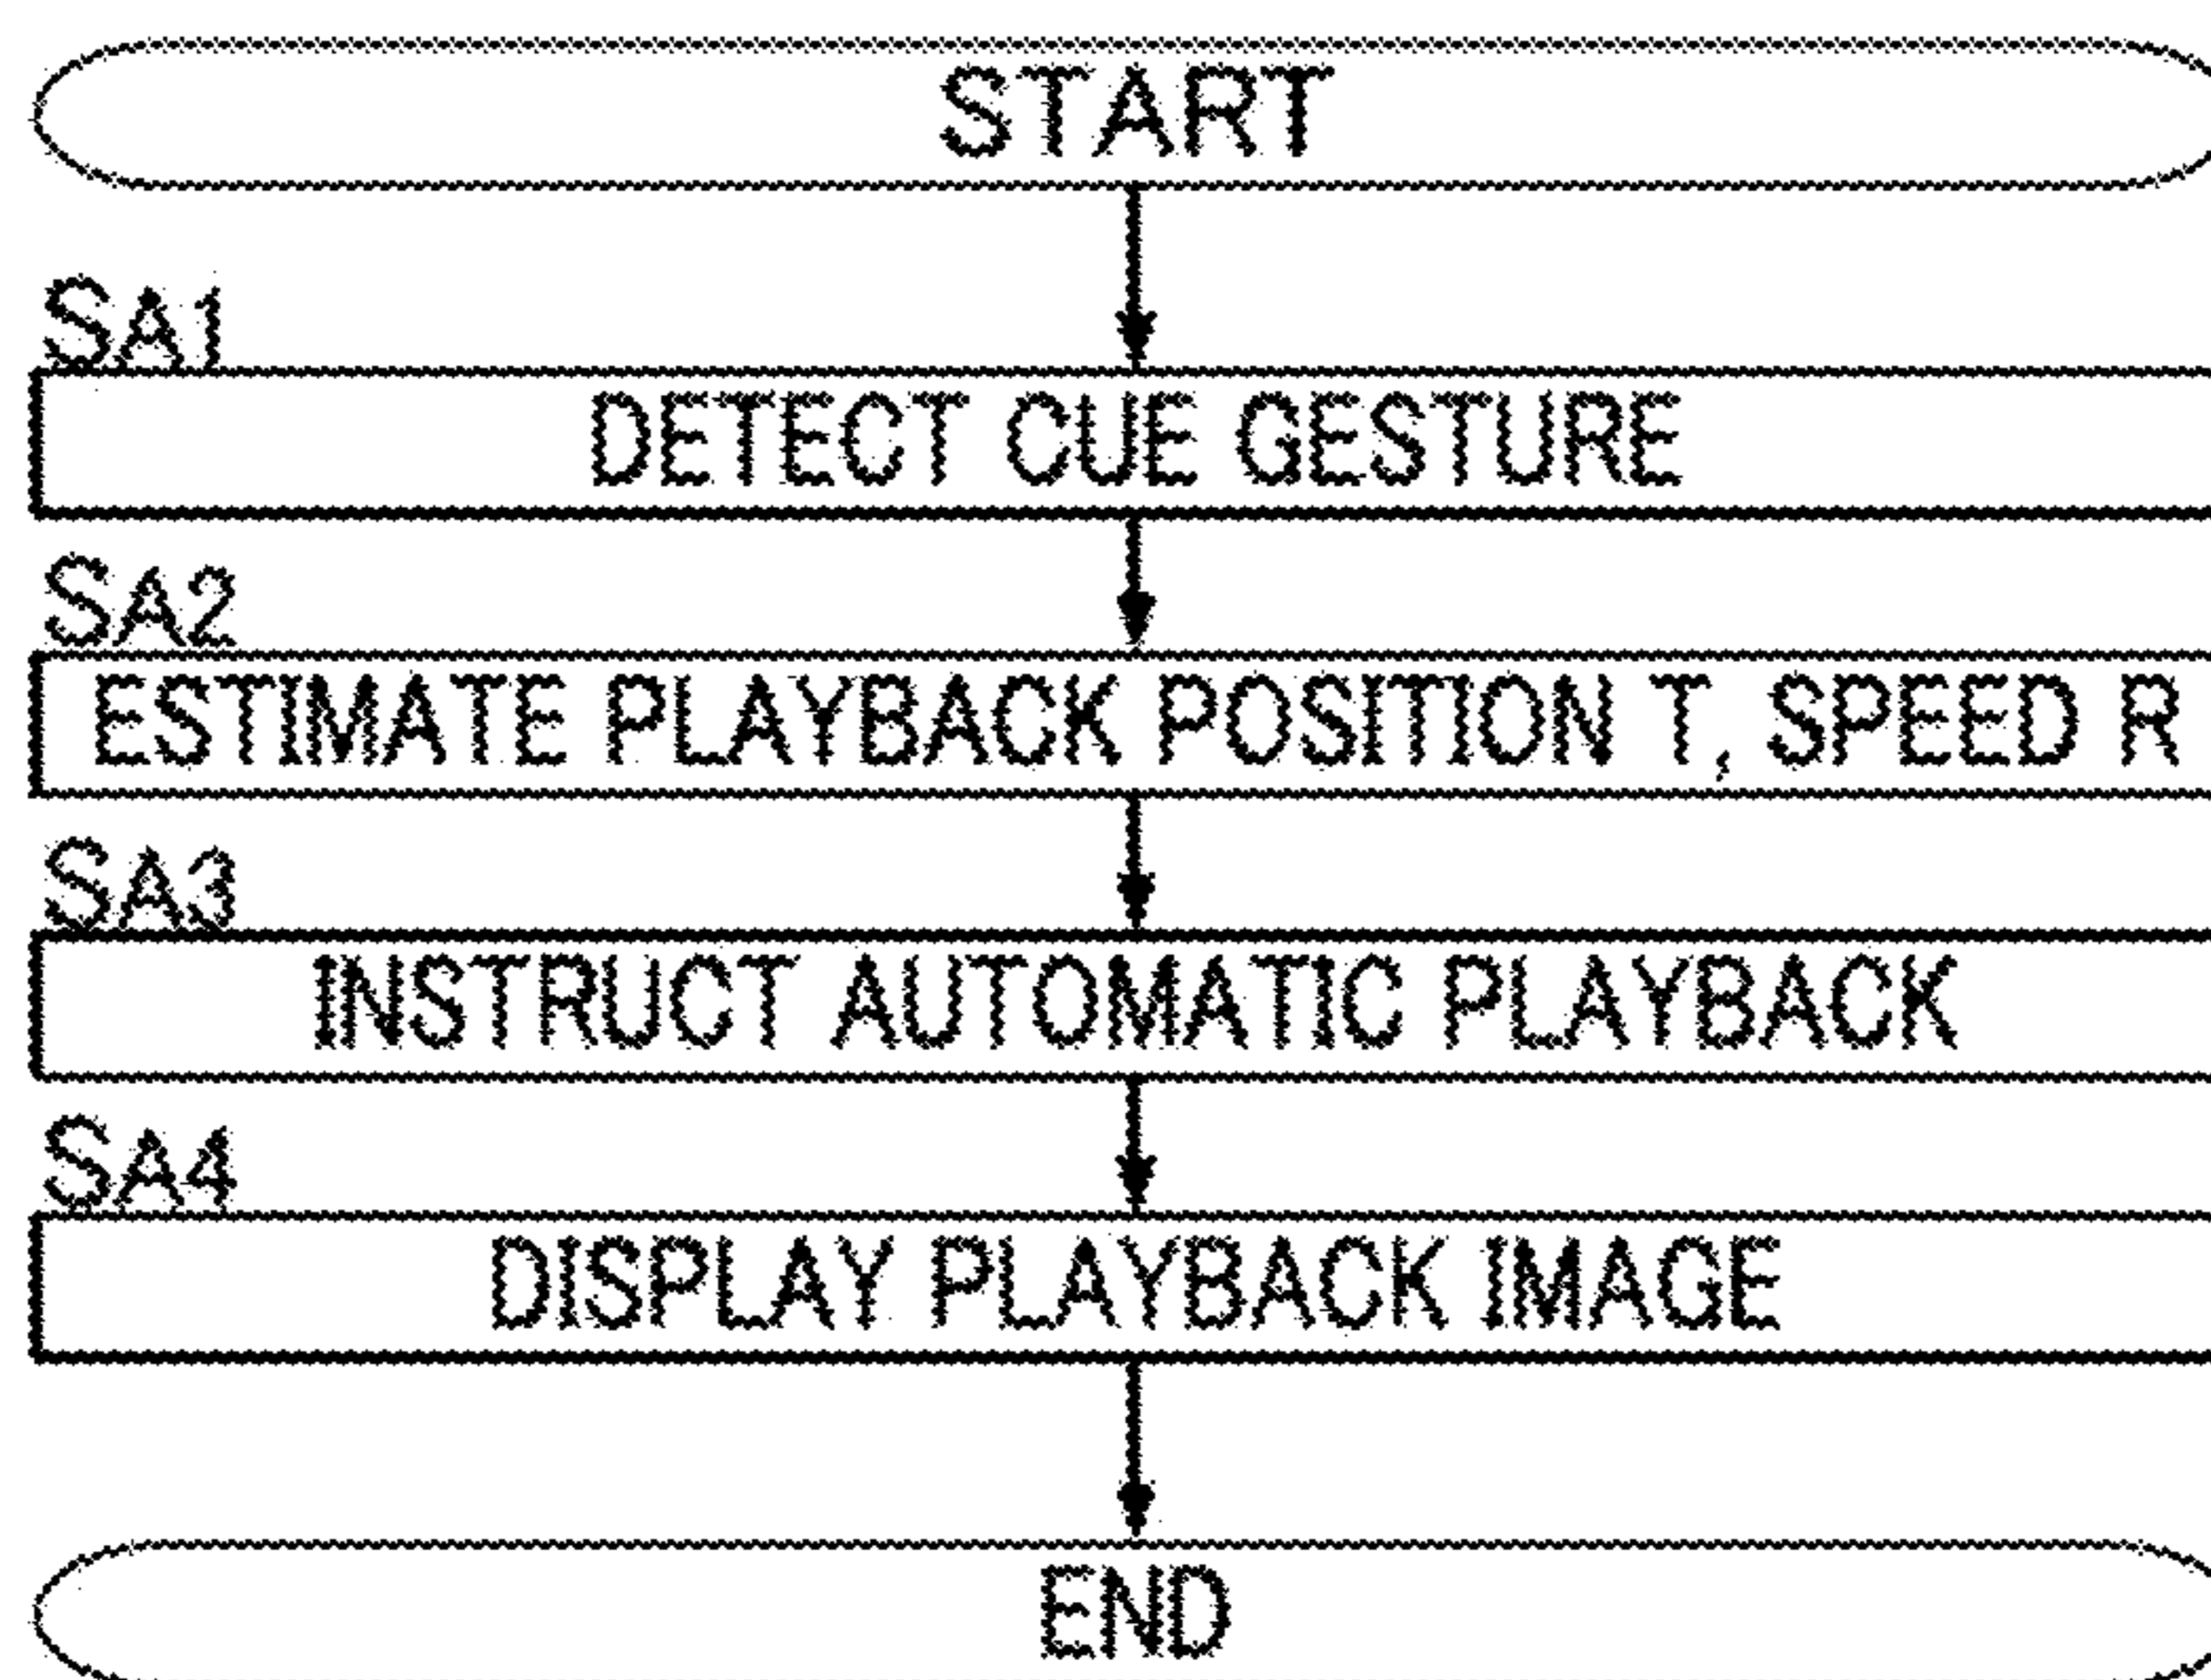 START
SA1
DETECT CUE GESTURE
SA2
ESTIMATE PLAYBACK POSITION T, SPEED R
SA3
INSTRUCT AUTOMATIC PLAYBACK
SA4
DISPLAY PLAYBACK IMAGE
END